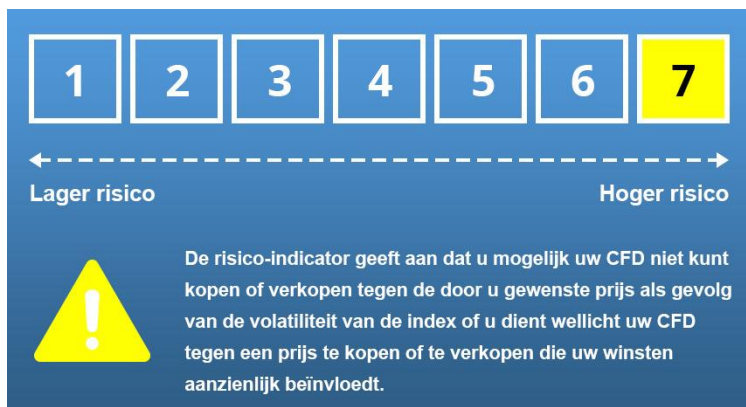 1 2 3 4 5 6 7
Lager risico Hoger risico
De risico-indicator geeft aan dat u mogelijk uw CFD niet kunt
kopen of verkopen tegen de door u gewenste prijs als gevolg
van de volatiliteit van de index of u dient wellicht uw CFD
tegen een prijs te kopen of te verkopen die uw winsten
aanzienlijk beïnvloedt.